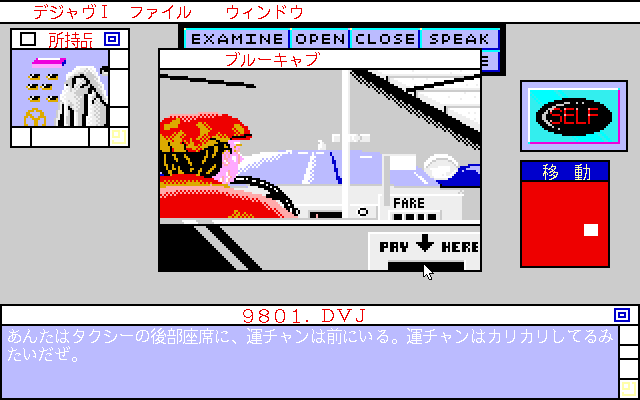 デジャヴⅠ ファイル ウィンドウ
所持品
EXAMINE OPEN CLOSE SPEAK
ブルーキャブ
SELF
移動
FARE
PAY HERE
9801. DVJ
あんたはタクシーの後部座席に、運チャンは前にいる。運チャンはカリカリしてるみ
たいだぜ。